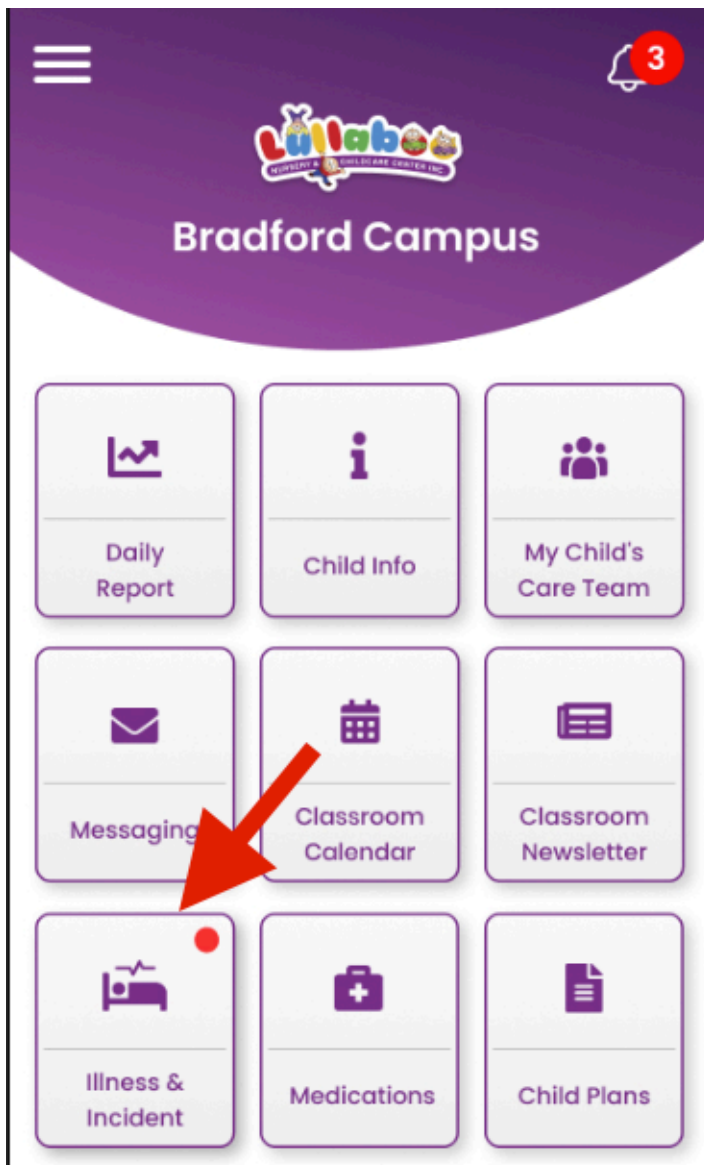 3
Lullaboo
NURSERY & CHILDCARE CENTER INC.
Bradford Campus
Daily
Report
Child Info
My Child's
Care Team
Messaging
Classroom
Calendar
Classroom
Newsletter
Illness &
Incident
Medications
Child Plans